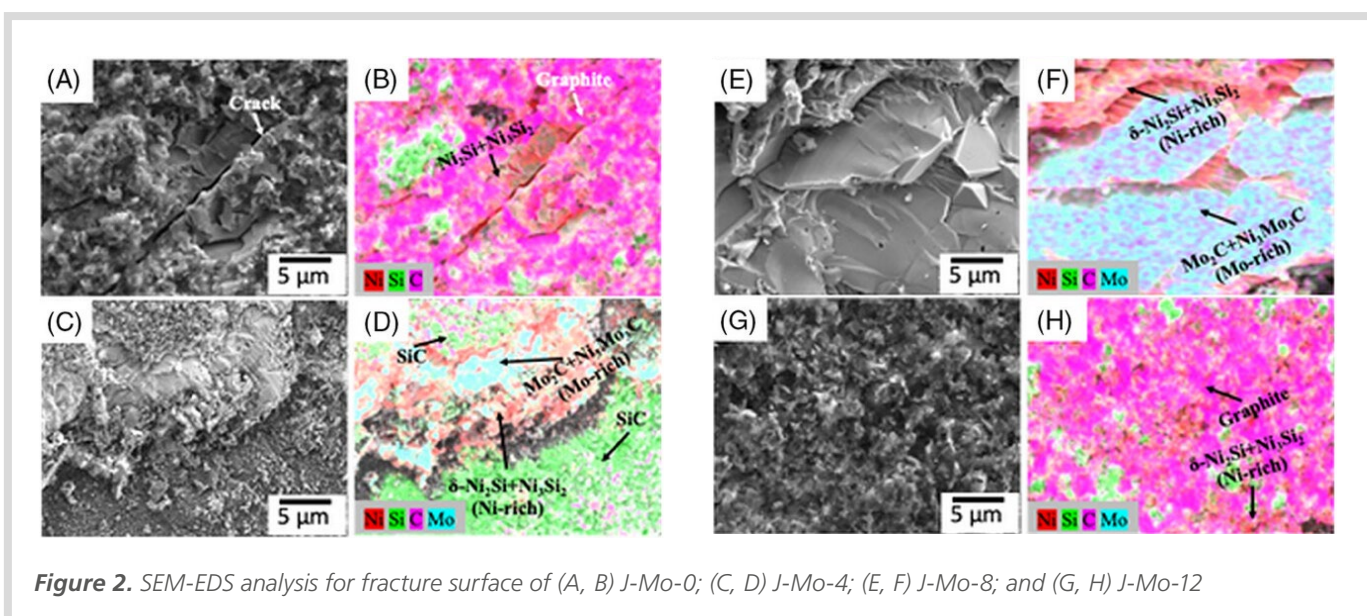 (A)
Crack
5 µm
(B)
Graphite
Ni₂Si+Ni₃Si₂
Ni Si C
(C)
5 µm
(D)
SiC
Mo₂C+Ni₃Mo₃C
(Mo-rich)
SiC
δ-Ni₂Si+Ni₃Si₂
(Ni-rich)
Ni Si C Mo
(E)
5 µm
(F)
δ-Ni₂Si+Ni₃Si₂
(Ni-rich)
Mo₂C+Ni₃Mo₃C
(Mo-rich)
Ni Si C Mo
(G)
5 µm
(H)
Graphite
δ-Ni₂Si+Ni₃Si₂
(Ni-rich)
Ni Si C Mo
Figure 2. SEM-EDS analysis for fracture surface of (A, B) J-Mo-0; (C, D) J-Mo-4; (E, F) J-Mo-8; and (G, H) J-Mo-12